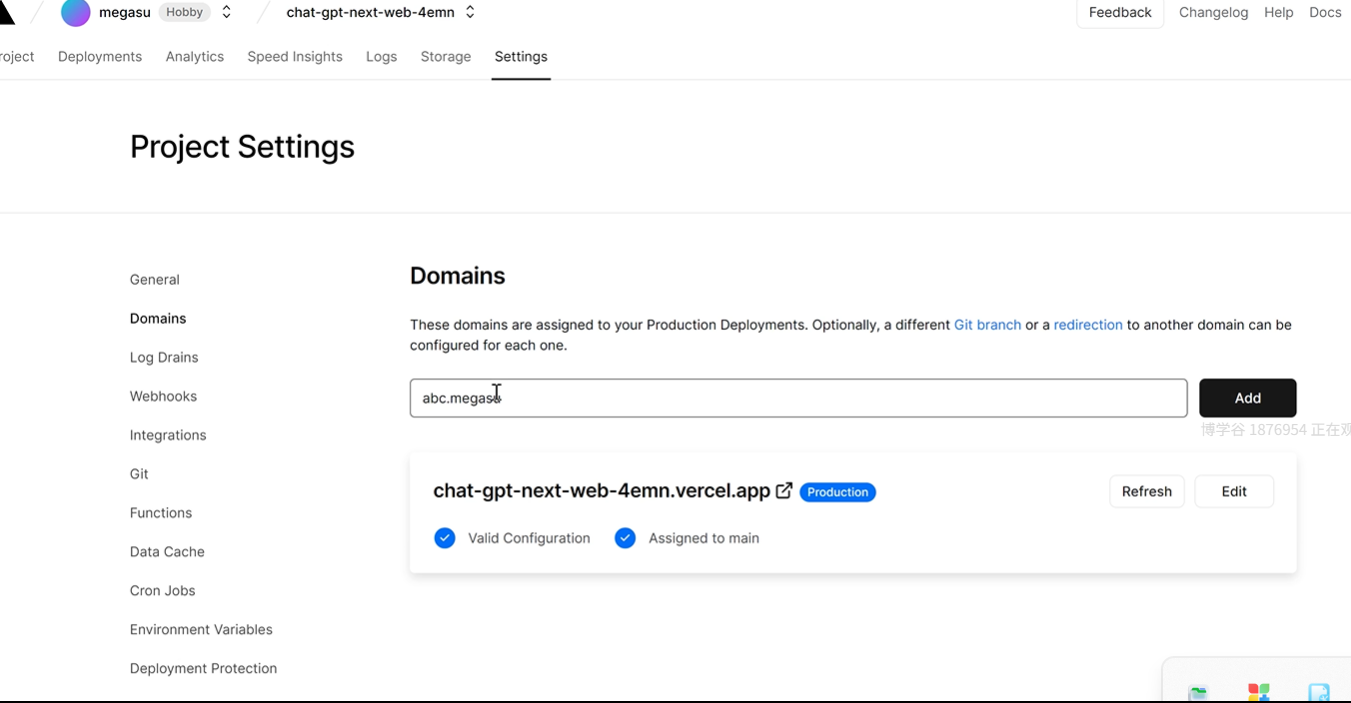 megasu Hobby chat-gpt-next-web-4emn Feedback Changelog Help Docs
roject Deployments Analytics Speed Insights Logs Storage Settings
Project Settings
General
Domains
Log Drains
Webhooks
Integrations
Git
Functions
Data Cache
Cron Jobs
Environment Variables
Deployment Protection
Domains
These domains are assigned to your Production Deployments. Optionally, a different Git branch or a redirection to another domain can be
configured for each one.
abc.megasu Add
博学谷 1876954 正在观
chat-gpt-next-web-4emn.vercel.app Production Refresh Edit
Valid Configuration Assigned to main